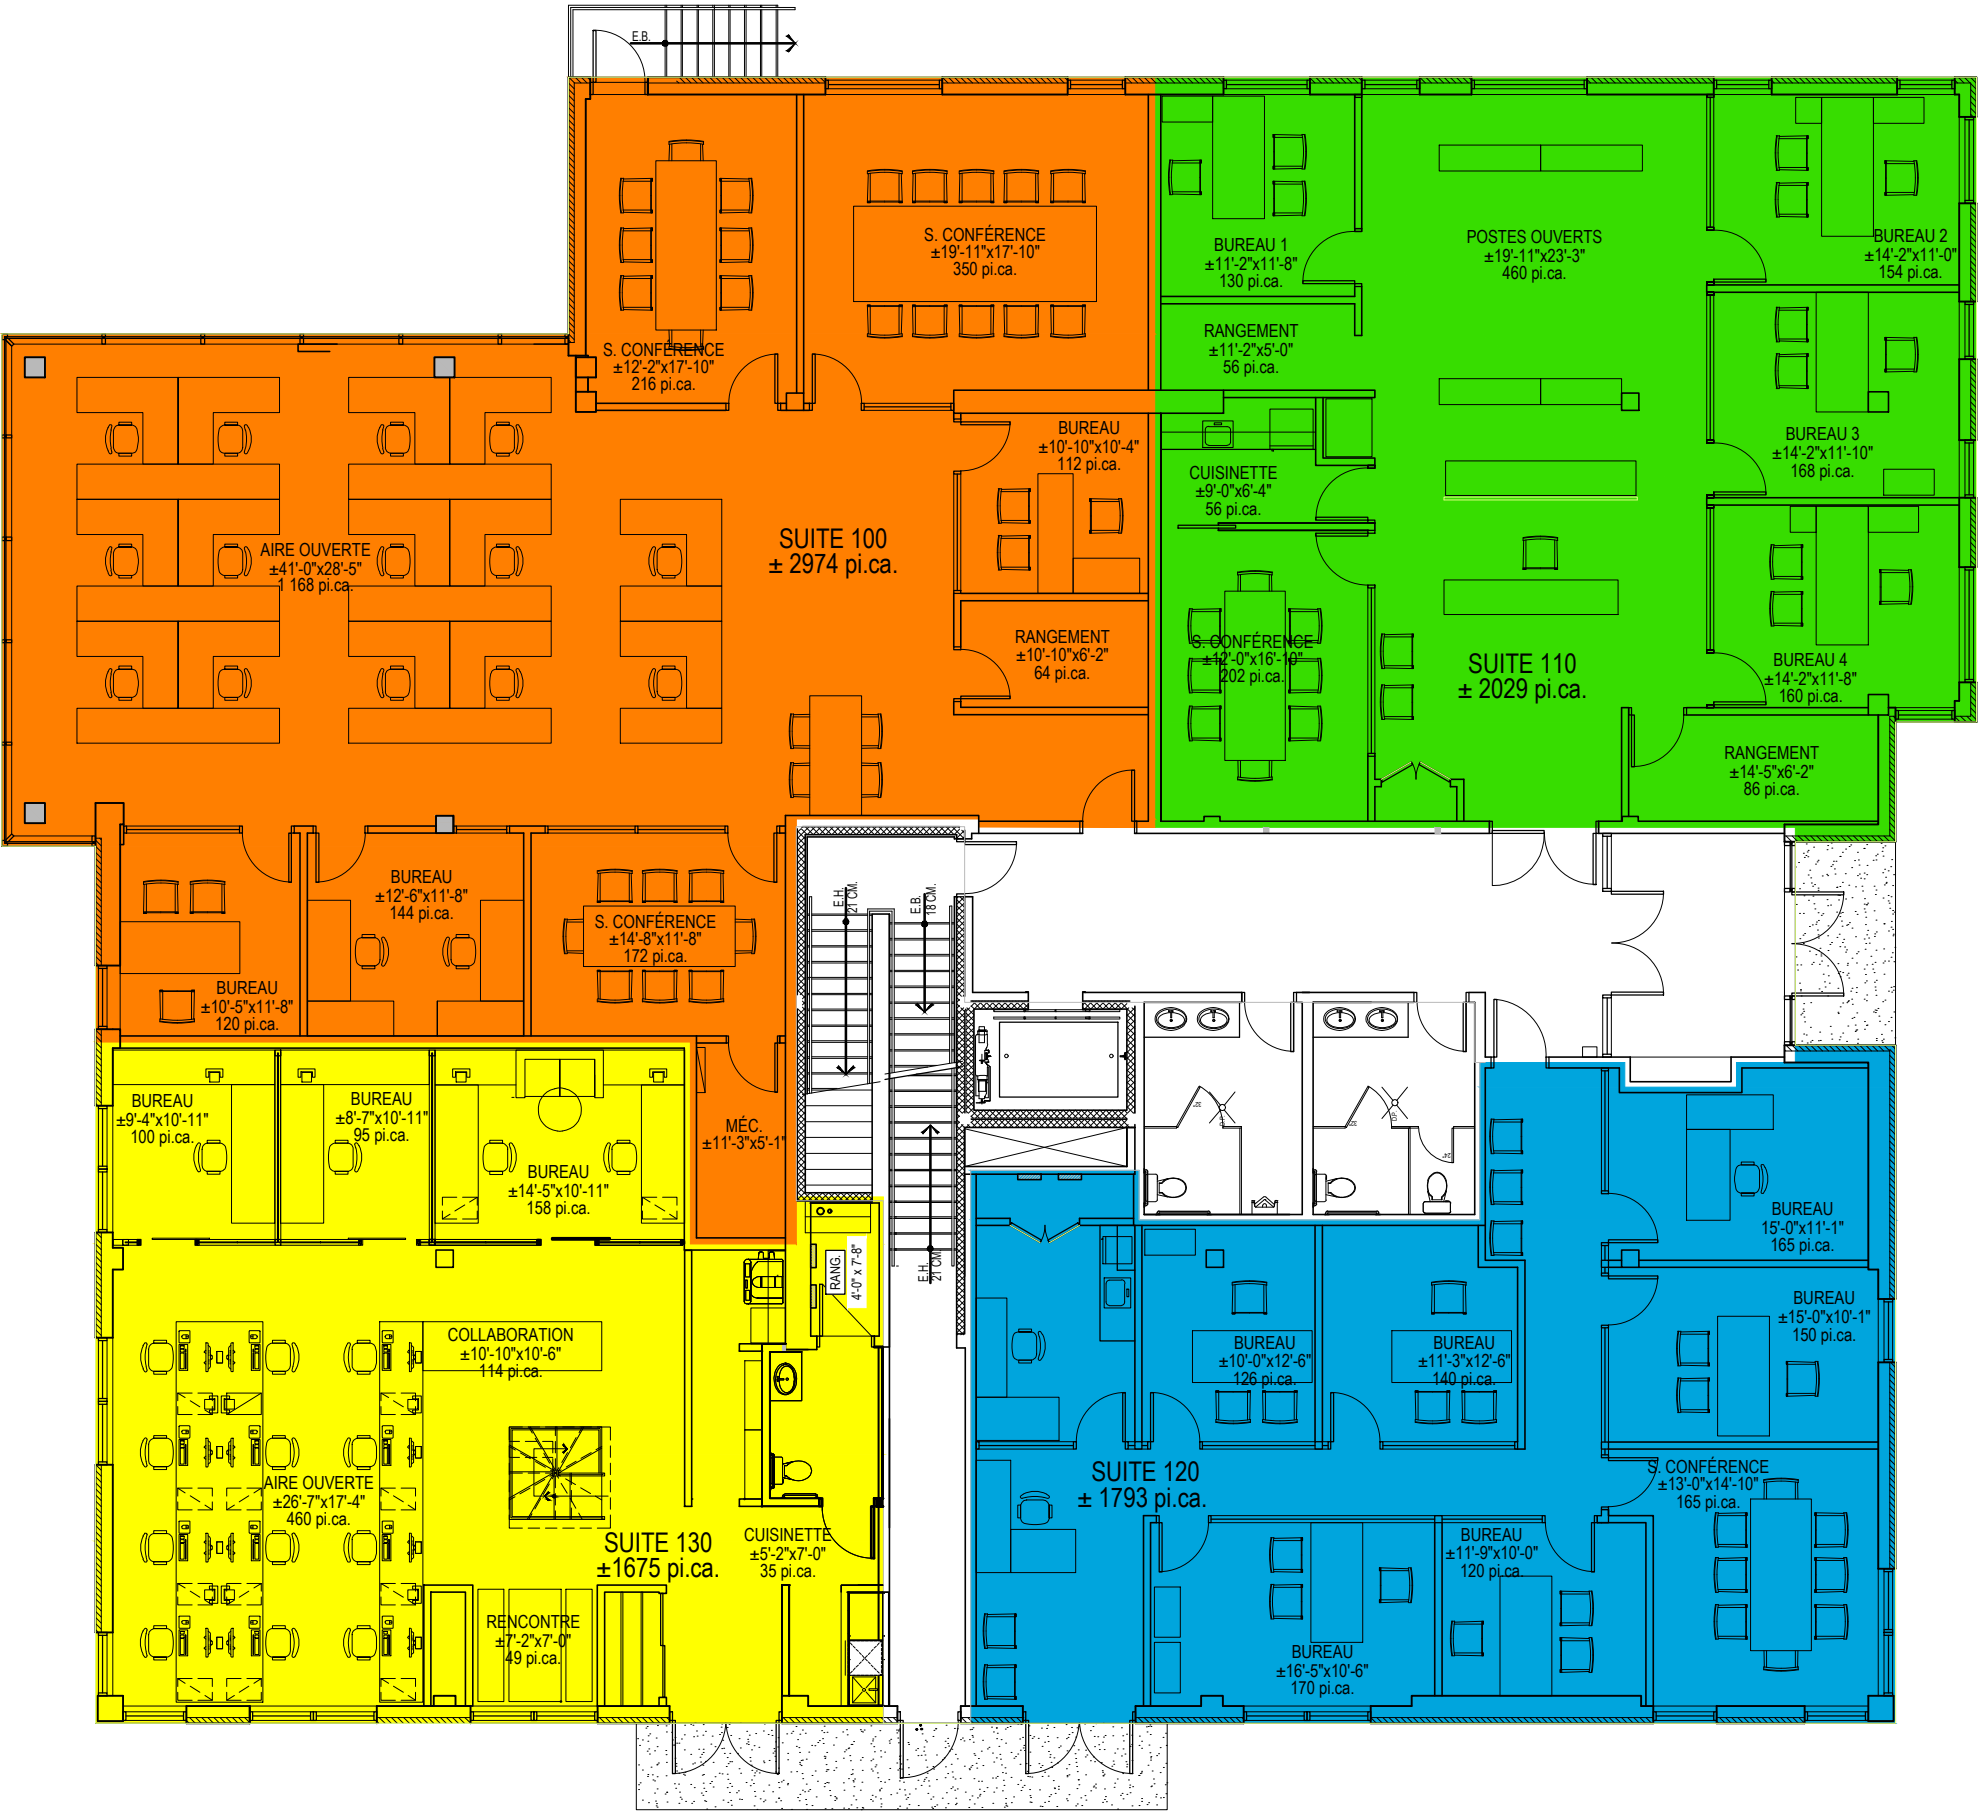 E.B.
S. CONFÉRENCE
±12'-2"x17'-10"
216 pi.ca.
S. CONFÉRENCE
±19'-11"x17'-10"
350 pi.ca.
BUREAU 1
±11'-2"x11'-8"
130 pi.ca.
POSTES OUVERTS
±19'-11"x23'-3"
460 pi.ca.
BUREAU 2
±14'-2"x11'-0"
154 pi.ca.
RANGEMENT
±11'-2"x5'-0"
56 pi.ca.
BUREAU
±10'-10"x10'-4"
112 pi.ca.
CUISINETTE
±9'-0"x6'-4"
56 pi.ca.
BUREAU 3
±14'-2"x11'-10"
168 pi.ca.
AIRE OUVERTE
±41'-0"x28'-5"
1 168 pi.ca.
SUITE 100
± 2974 pi.ca.
RANGEMENT
±10'-10"x6'-2"
64 pi.ca.
S. CONFÉRENCE
±12'-0"x16'-10"
202 pi.ca.
SUITE 110
± 2029 pi.ca.
BUREAU 4
±14'-2"x11'-8"
160 pi.ca.
RANGEMENT
±14'-5"x6'-2"
86 pi.ca.
BUREAU
±10'-5"x11'-8"
120 pi.ca.
BUREAU
±12'-6"x11'-8"
144 pi.ca.
S. CONFÉRENCE
±14'-8"x11'-8"
172 pi.ca.
E.H.
21 CM.
E.B.
18 CM.
BUREAU
±9'-4"x10'-11"
100 pi.ca.
BUREAU
±8'-7"x10'-11"
95 pi.ca.
BUREAU
±14'-5"x10'-11"
158 pi.ca.
MÉC.
±11'-3"x5'-1"
32"
32"
24"
RANG.
4'-0" x 7'-8"
E.H.
21 CM.
BUREAU
15'-0"x11'-1"
165 pi.ca.
BUREAU
±15'-0"x10'-1"
150 pi.ca.
COLLABORATION
±10'-10"x10'-6"
114 pi.ca.
BUREAU
±10'-0"x12'-6"
126 pi.ca.
BUREAU
±11'-3"x12'-6"
140 pi.ca.
AIRE OUVERTE
±26'-7"x17'-4"
460 pi.ca.
SUITE 130
±1675 pi.ca.
CUISINETTE
±5'-2"x7'-0"
35 pi.ca.
SUITE 120
± 1793 pi.ca.
S. CONFÉRENCE
±13'-0"x14'-10"
165 pi.ca.
BUREAU
±11'-9"x10'-0"
120 pi.ca.
RENCONTRE
±7'-2"x7'-0"
49 pi.ca.
BUREAU
±16'-5"x10'-6"
170 pi.ca.